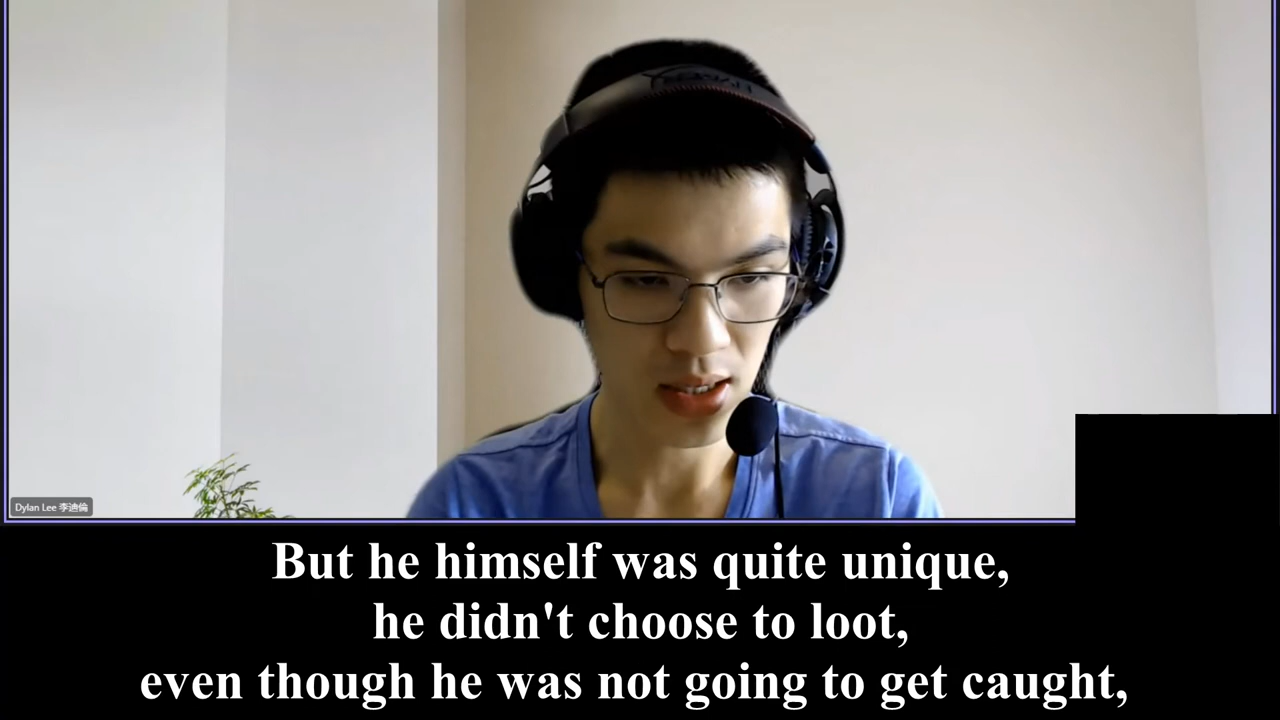 Dylan Lee 李迪倫
But he himself was quite unique,
he didn't choose to loot,
even though he was not going to get caught,